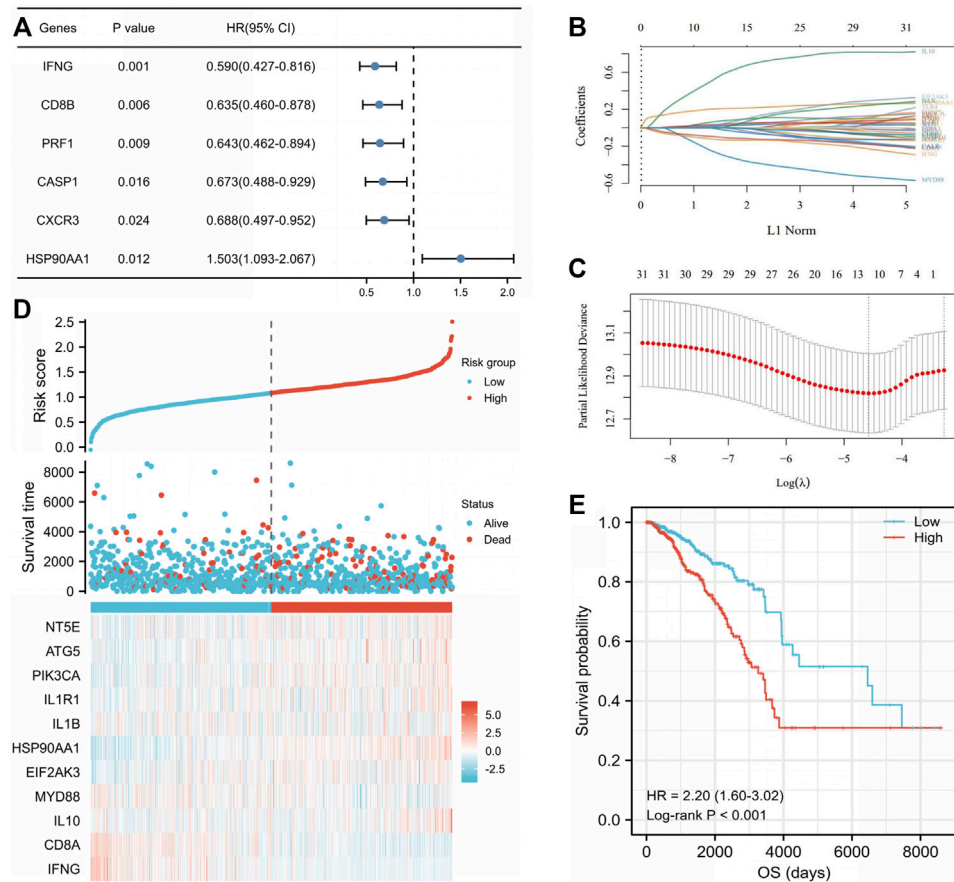 A
Genes P value HR(95% CI)
IFNG 0.001 0.590(0.427-0.816)
CD8B 0.006 0.635(0.460-0.878)
PRF1 0.009 0.643(0.462-0.894)
CASP1 0.016 0.673(0.488-0.929)
CXCR3 0.024 0.688(0.497-0.952)
HSP90AA1 0.012 1.503(1.093-2.067)
0.5 1.0 1.5 2.0
B
0 10 15 25 29 31
Coefficients
0.6
0.2
−0.2
−0.6
IL10
EIF2AK3
IFNG
MYD88
0 1 2 3 4 5
L1 Norm
C
31 31 30 29 29 29 27 26 20 16 13 10 7 4 1
Partial Likelihood Deviance
13.1
12.9
12.7
−8 −7 −6 −5 −4
Log(λ)
D
Risk score
2.5
2.0
1.5
1.0
0.5
0.0
Risk group
Low
High
Survival time
8000
6000
4000
2000
0
Status
Alive
Dead
NT5E
ATG5
PIK3CA
IL1R1
IL1B
HSP90AA1
EIF2AK3
MYD88
IL10
CD8A
IFNG
5.0
2.5
0.0
−2.5
E
Survival probability
1.0
0.8
0.6
0.4
0.2
0.0
Low
High
HR = 2.20 (1.60-3.02)
Log-rank P < 0.001
0 2000 4000 6000 8000
OS (days)